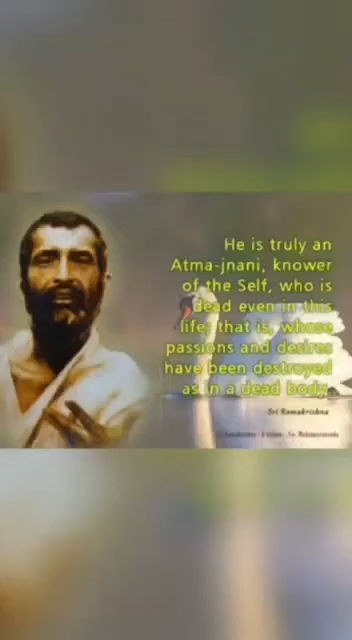 He is truly an
Atma-jnani, knower
of the Self, who is
dead even in this
life, that is, whose
passions and desires
have been destroyed
as in a dead body.
-Sri Ramakrishna